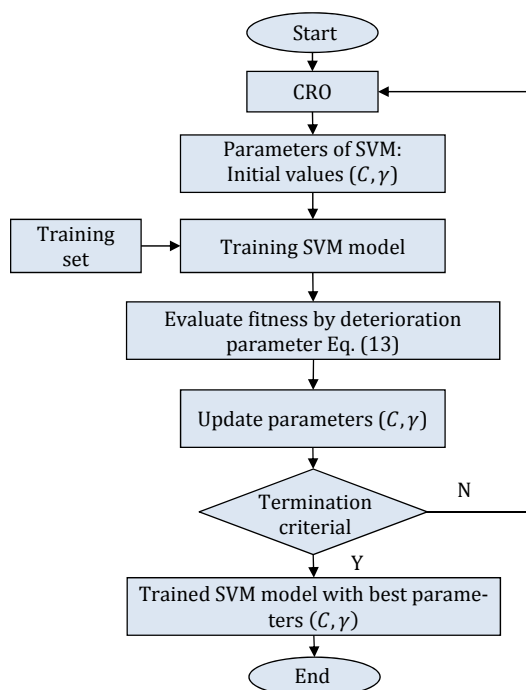 Start
CRO
Parameters of SVM:
Initial values (C, γ)
Training
set
Training SVM model
Evaluate fitness by deterioration
parameter Eq. (13)
Update parameters (C, γ)
Termination
criterial
N
Y
Trained SVM model with best parame-
ters (C, γ)
End